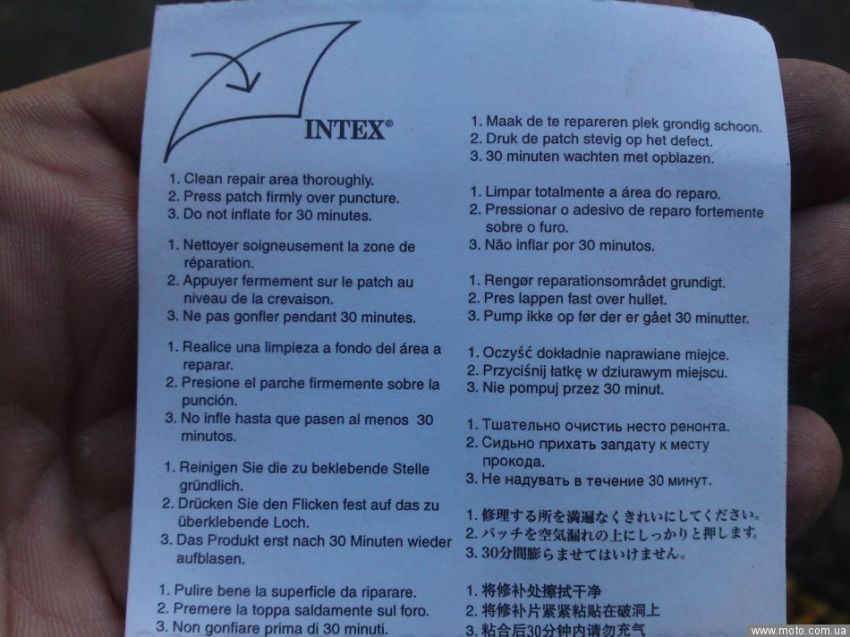 INTEX®
1. Clean repair area thoroughly.
2. Press patch firmly over puncture.
3. Do not inflate for 30 minutes.
1. Nettoyer soigneusement la zone de
réparation.
2. Appuyer fermement sur le patch au
niveau de la crevaison.
3. Ne pas gonfler pendant 30 minutes.
1. Realice una limpieza a fondo del área a
reparar.
2. Presione el parche firmemente sobre la
punción.
3. No infle hasta que pasen al menos 30
minutos.
1. Reinigen Sie die zu beklebende Stelle
gründlich.
2. Drücken Sie den Flicken fest auf das zu
überklebende Loch.
3. Das Produkt erst nach 30 Minuten wieder
aufblasen.
1. Pulire bene la superficie da riparare.
2. Premere la toppa saldamente sul foro.
3. Non gonfiare prima di 30 minuti.
1. Maak de te repareren plek grondig schoon.
2. Druk de patch stevig op het defect.
3. 30 minuten wachten met opblazen.
1. Limpar totalmente a área do reparo.
2. Pressionar o adesivo de reparo fortemente
sobre o furo.
3. Não inflar por 30 minutos.
1. Rengør reparationsområdet grundigt.
2. Pres lappen fast over hullet.
3. Pump ikke op før der er gået 30 minutter.
1. Oczyść dokładnie naprawiane miejce.
2. Przyciśnij łatkę w dziurawym miejscu.
3. Nie pompuj przez 30 minut.
1. Тшательно очистиь несто ренонта.
2. Сидьно прихать запдату к месту
прокода.
3. Не надувать в течение 30 минут.
1. 修理する所を満遍なくきれいにしてください。
2. パッチを空気漏れの上にしっかりと押します。
3. 30分間膨らませてはいけません。
1. 将修补处擦拭干净
2. 将修补片紧紧粘贴在破洞上
3. 粘合后30分钟内请勿充气
www.moto.com.ua